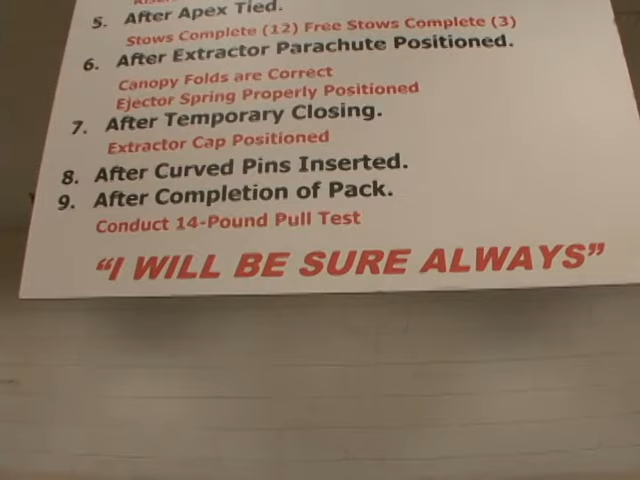 5. After Apex Tied.
Stows Complete (12) Free Stows Complete (3)
6. After Extractor Parachute Positioned.
Canopy Folds are Correct
Ejector Spring Properly Positioned
7. After Temporary Closing.
Extractor Cap Positioned
8. After Curved Pins Inserted.
9. After Completion of Pack.
Conduct 14-Pound Pull Test
“I WILL BE SURE ALWAYS”